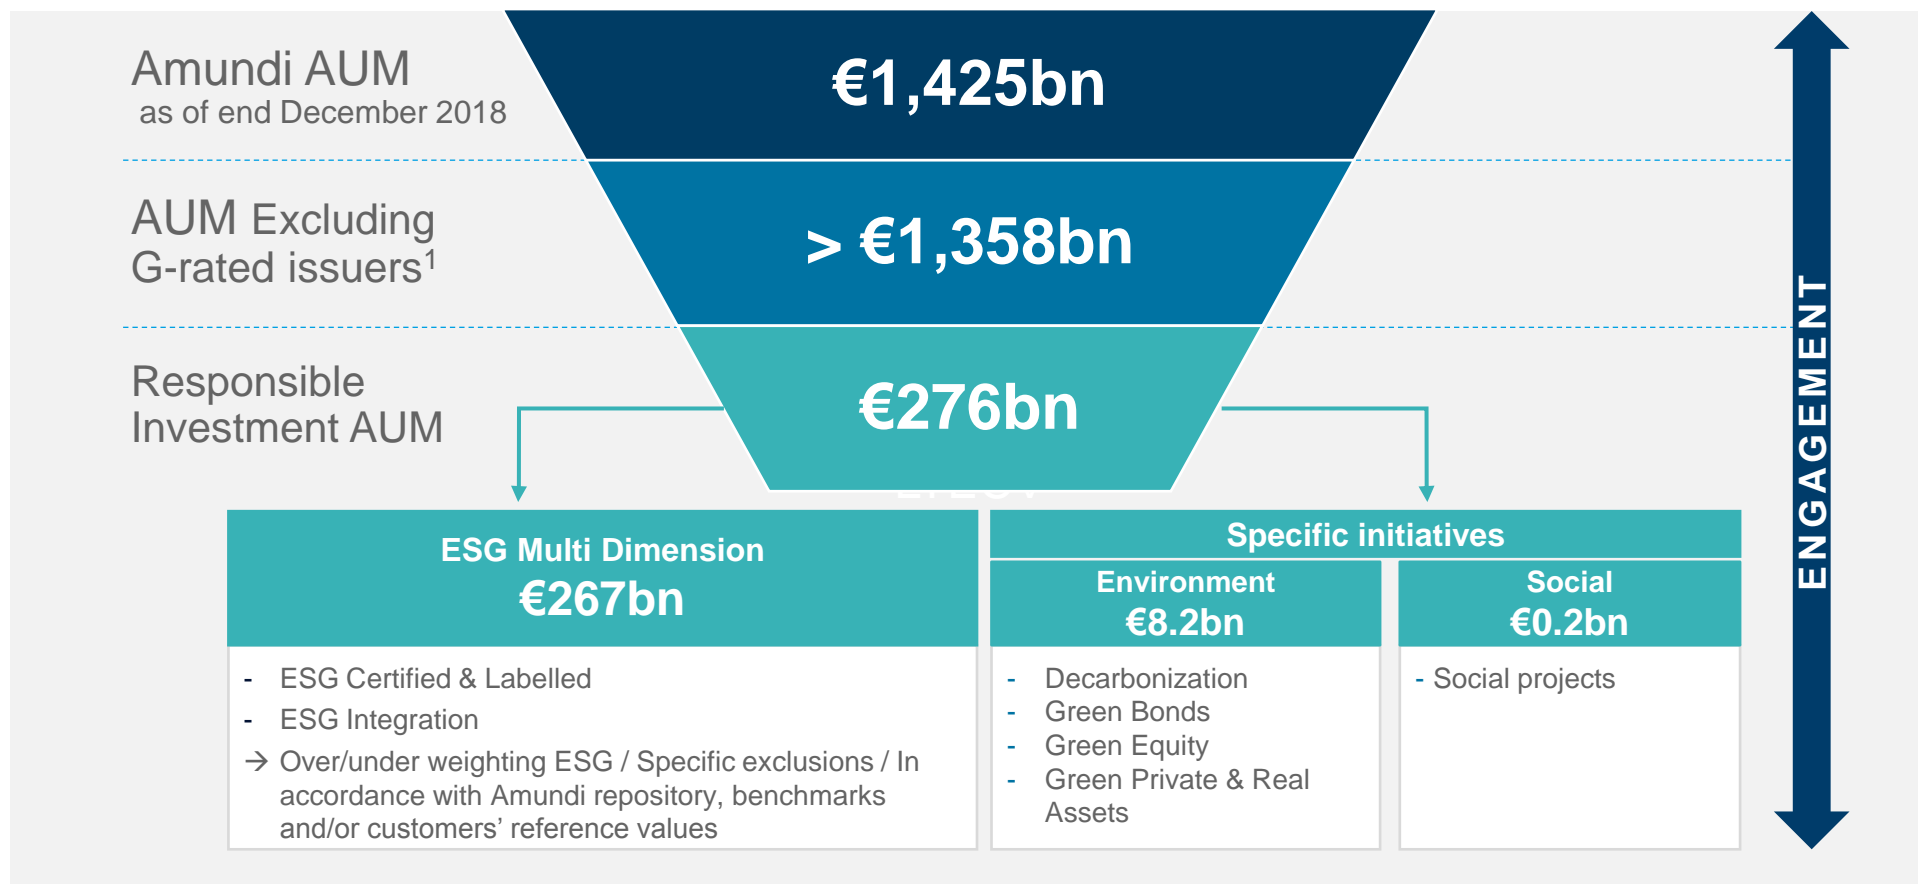 Amundi AUM
as of end December 2018
€1,425bn
AUM Excluding
G-rated issuers1
> €1,358bn
Responsible
Investment AUM
€276bn
ESG Multi Dimension
€267bn
- ESG Certified & Labelled
- ESG Integration
→ Over/under weighting ESG / Specific exclusions / In
accordance with Amundi repository, benchmarks
and/or customers’ reference values
Specific initiatives
Environment
€8.2bn
- Decarbonization
- Green Bonds
- Green Equity
- Green Private & Real
Assets
Social
€0.2bn
- Social projects
ENGAGEMENT